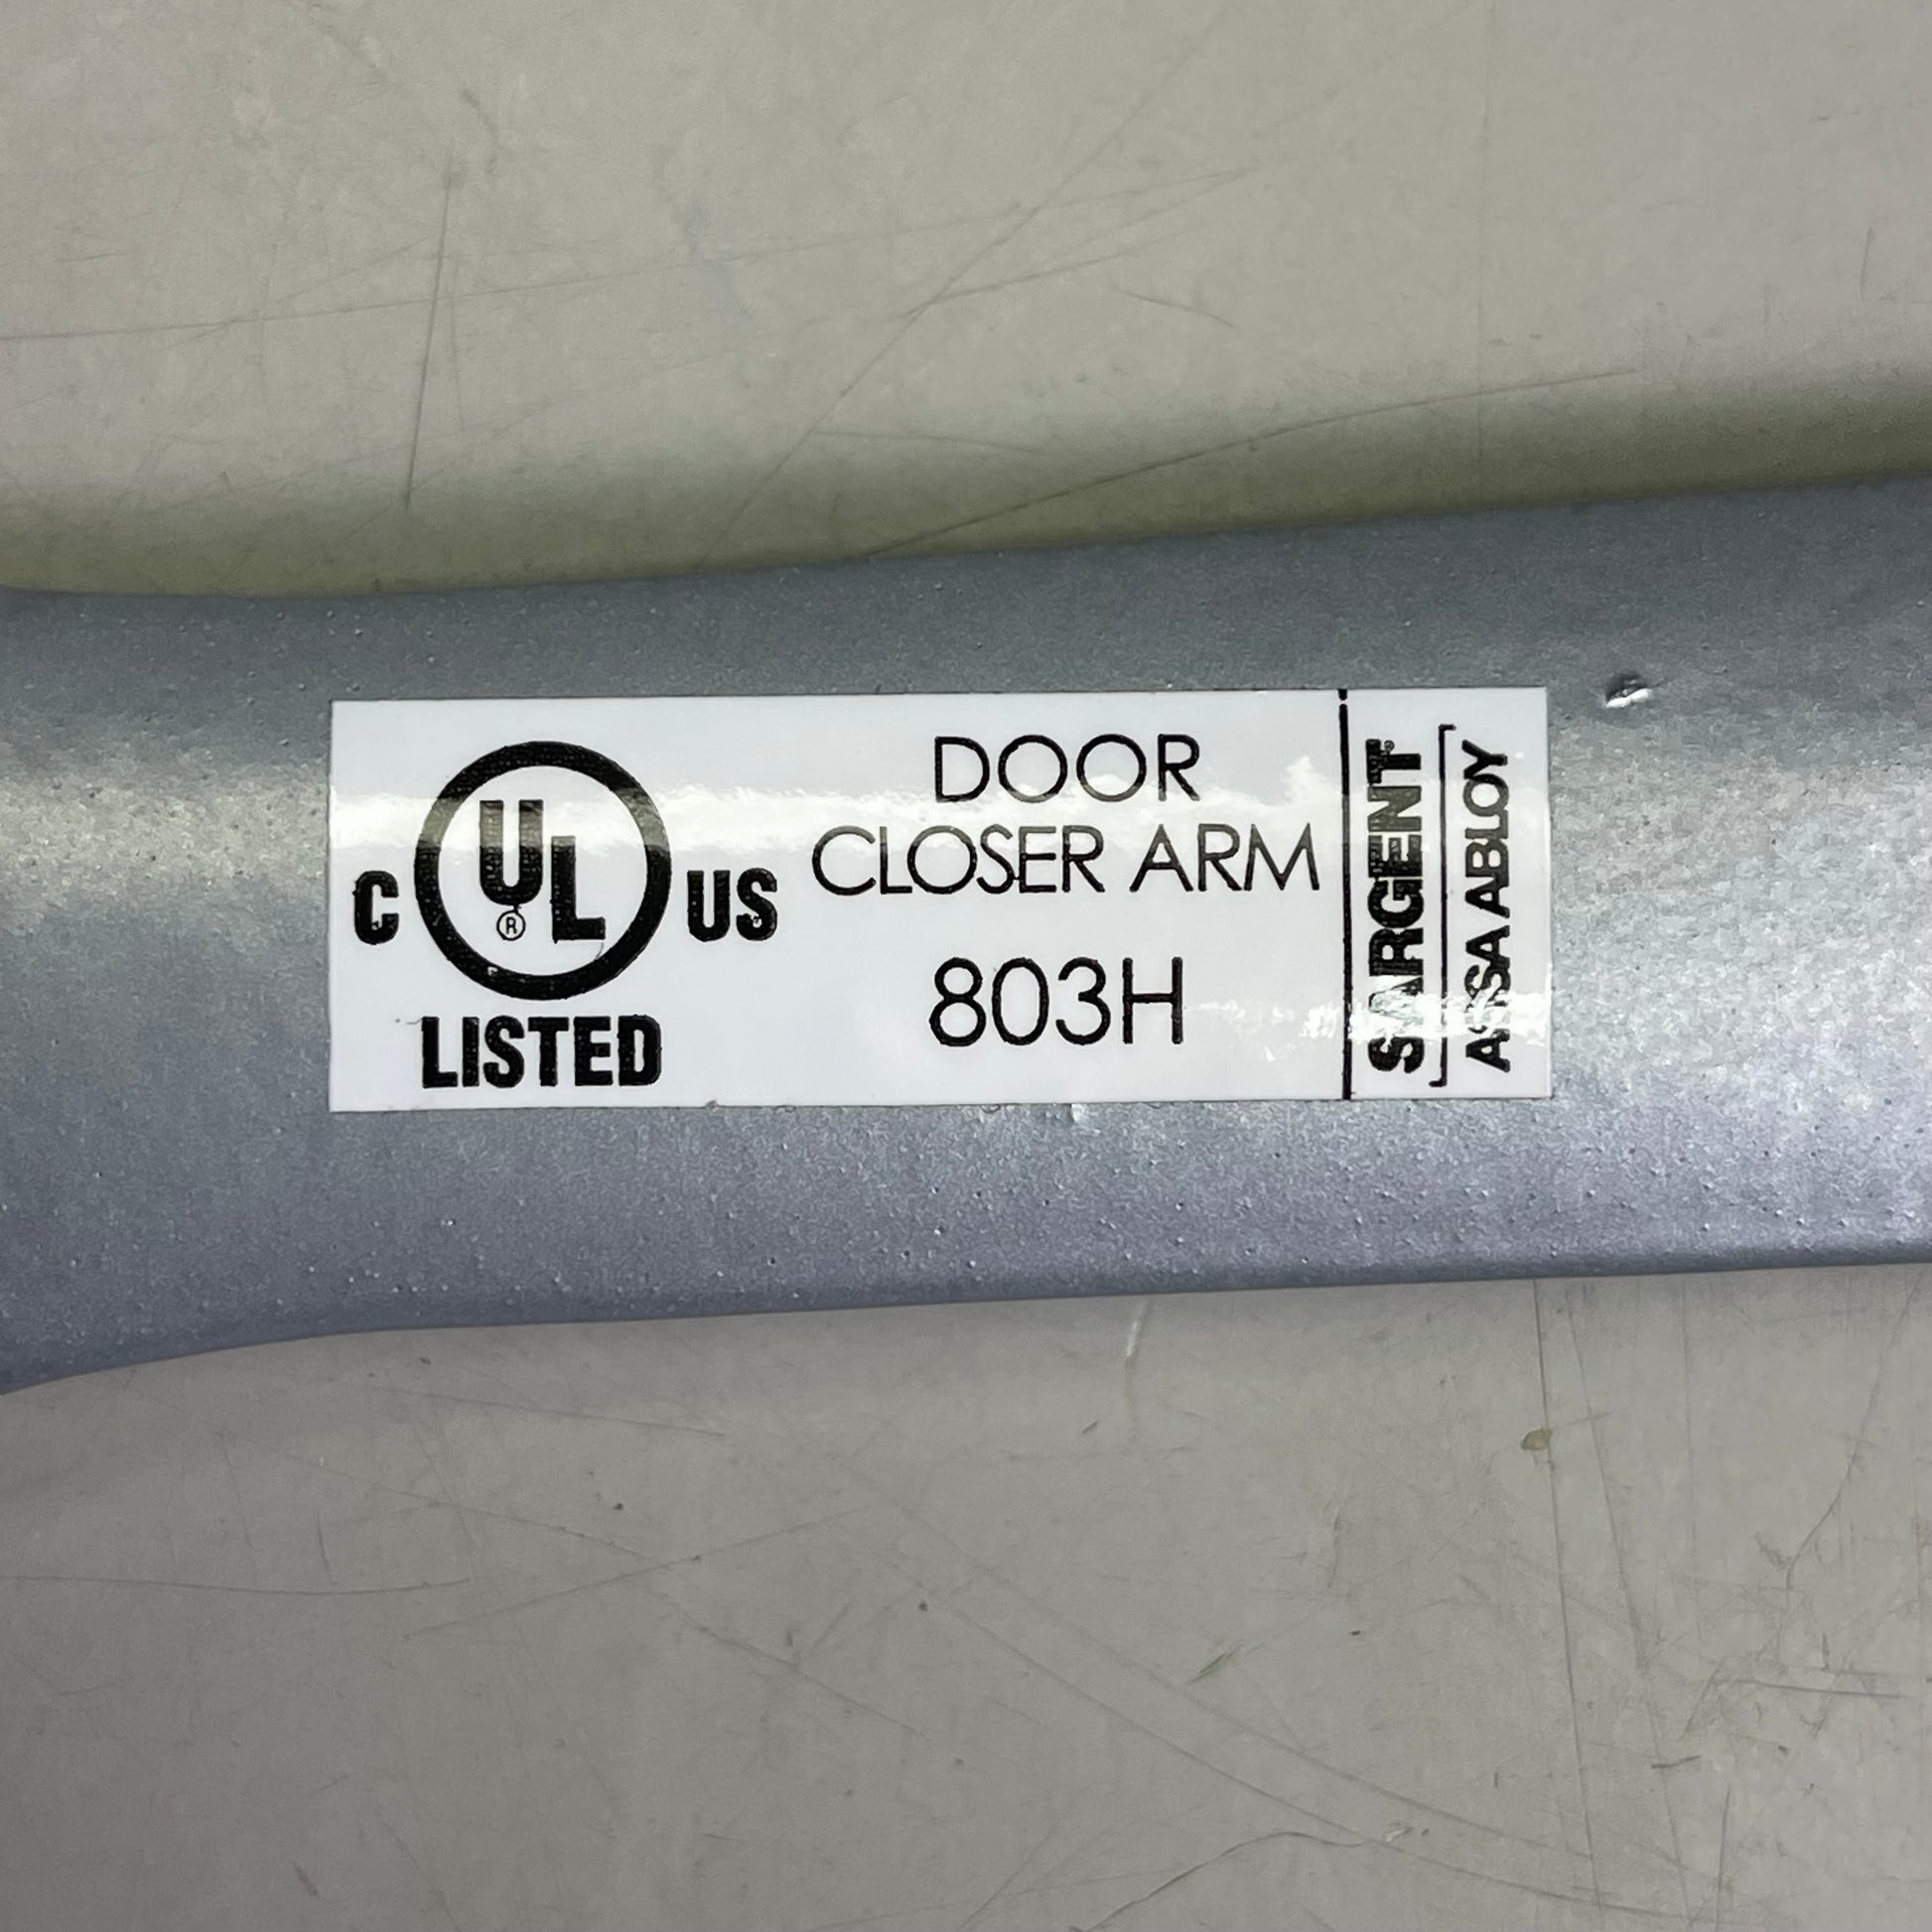 C UL® US
LISTED
DOOR
CLOSER ARM
803H
SARGENT
ASSA ABLOY